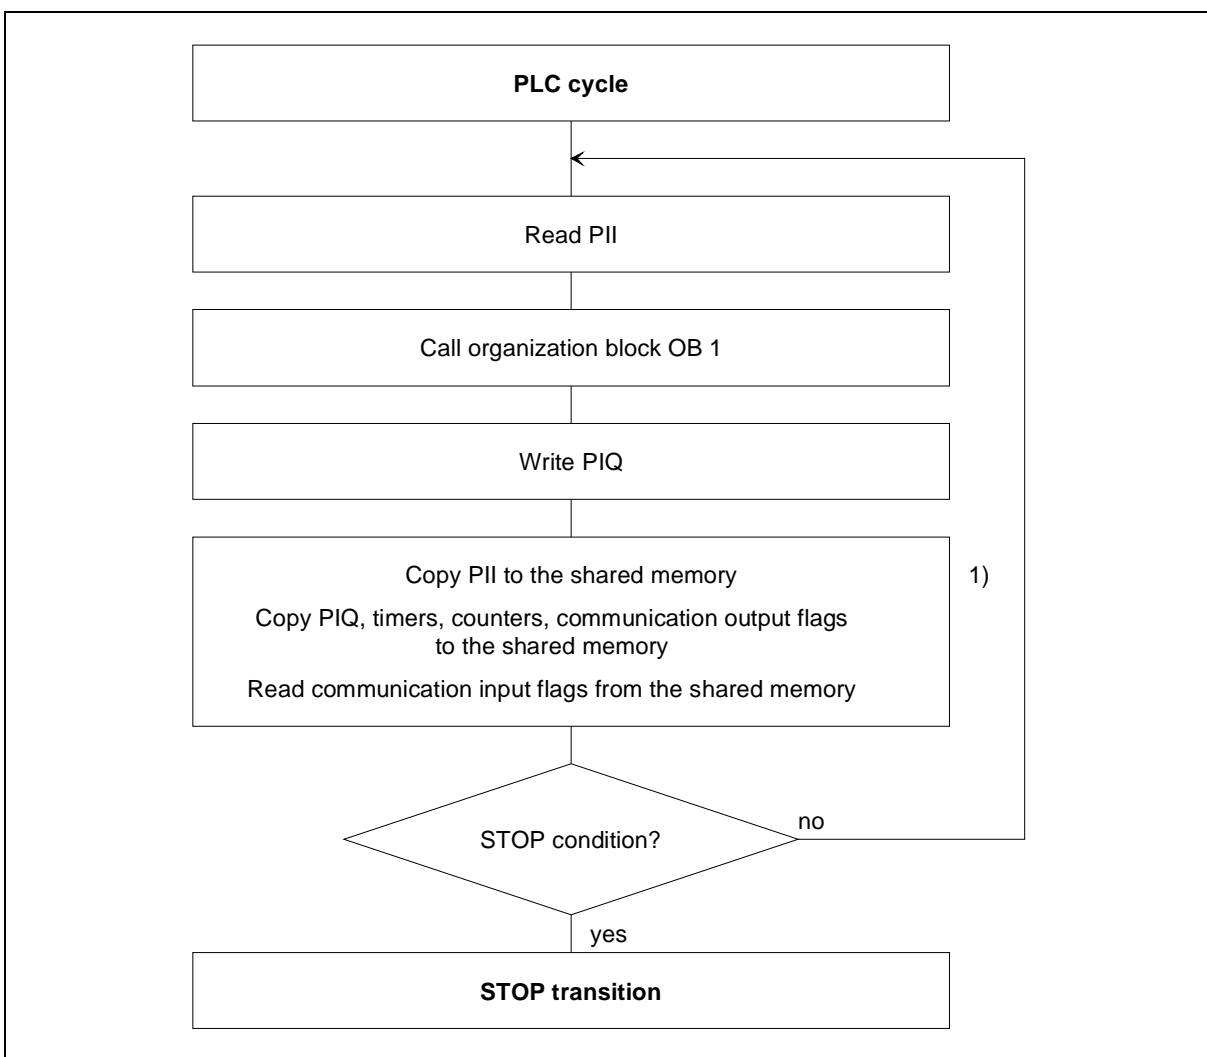 PLC cycle
Read PII
Call organization block OB 1
Write PIQ
Copy PII to the shared memory
1)
Copy PIQ, timers, counters, communication output flags
to the shared memory
Read communication input flags from the shared memory
STOP condition?
no
yes
STOP transition